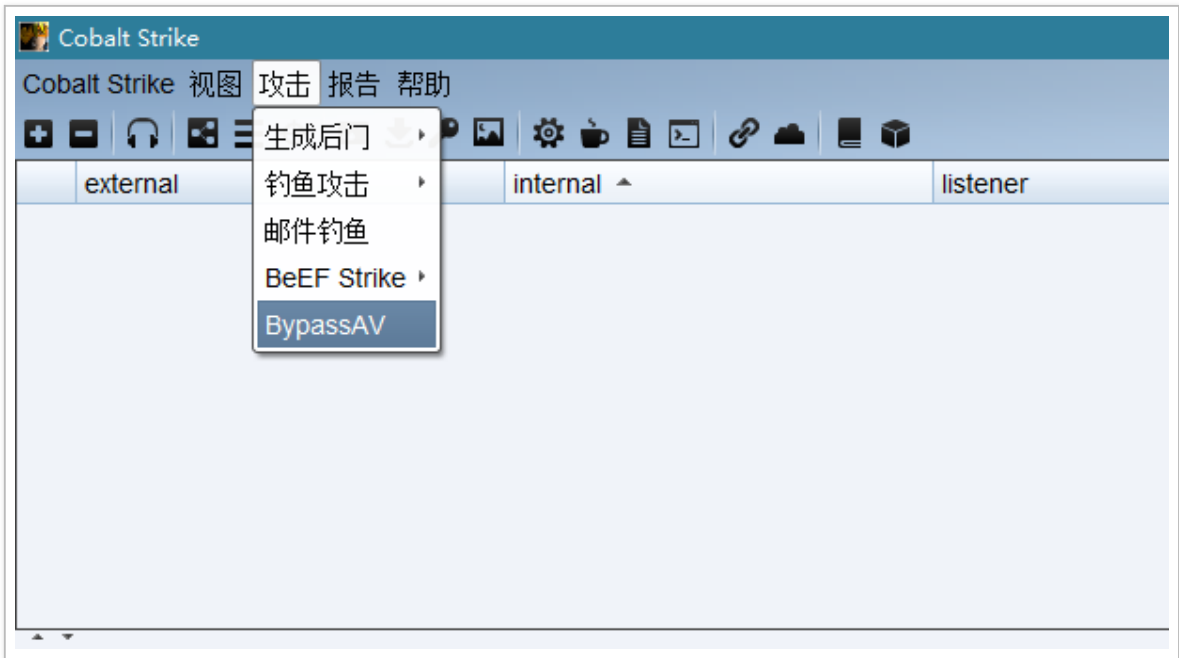 Cobalt Strike
Cobalt Strike 视图 攻击 报告 帮助
生成后门
external 钓鱼攻击 internal listener
邮件钓鱼
BeEF Strike
BypassAV